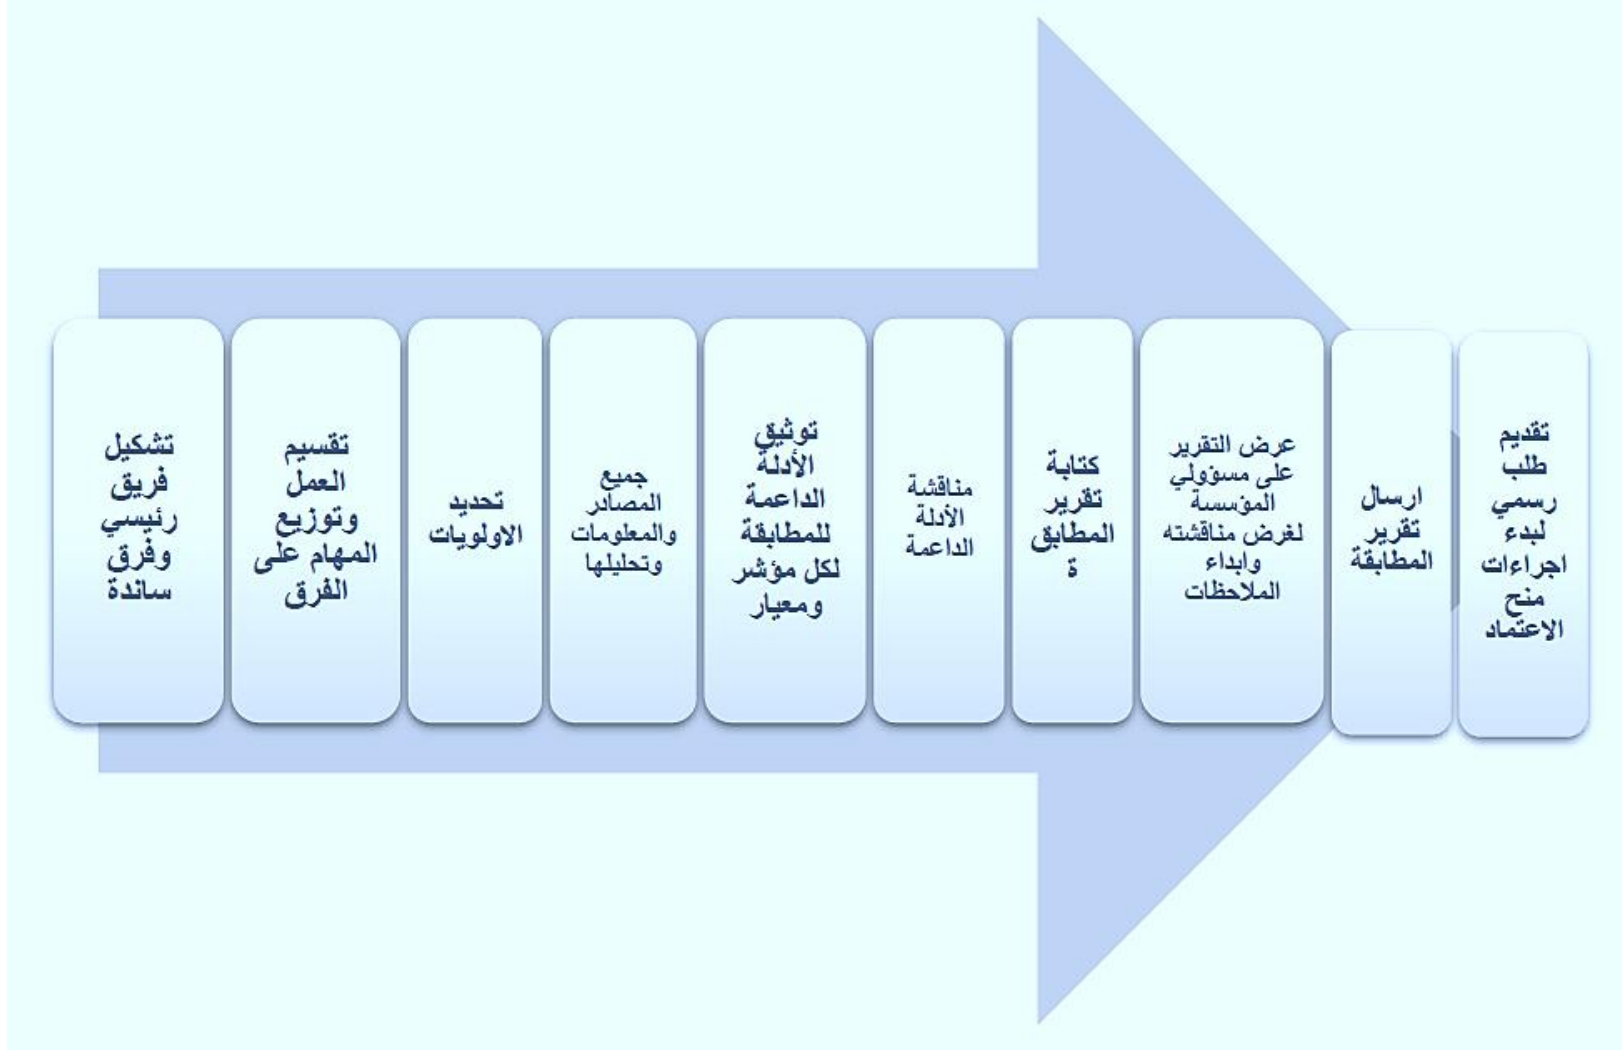 تشكيل
فريق
رئيسي
وفرق
ساندة
تقسيم
العمل
وتوزيع
المهام على
الفرق
تحديد
الاولويات
جميع
المصادر
والمعلومات
وتحليلها
توثيق
الأدلة
الداعمة
للمطابقة
لكل مؤشر
ومعيار
مناقشة
الأدلة
الداعمة
كتابة
تقرير
المطابق
ة
عرض التقرير
على مسؤولي
المؤسسة
لغرض مناقشته
وابداء
الملاحظات
ارسال
تقرير
المطابقة
تقديم
طلب
رسمي
لبدء
اجراءات
منح
الاعتماد